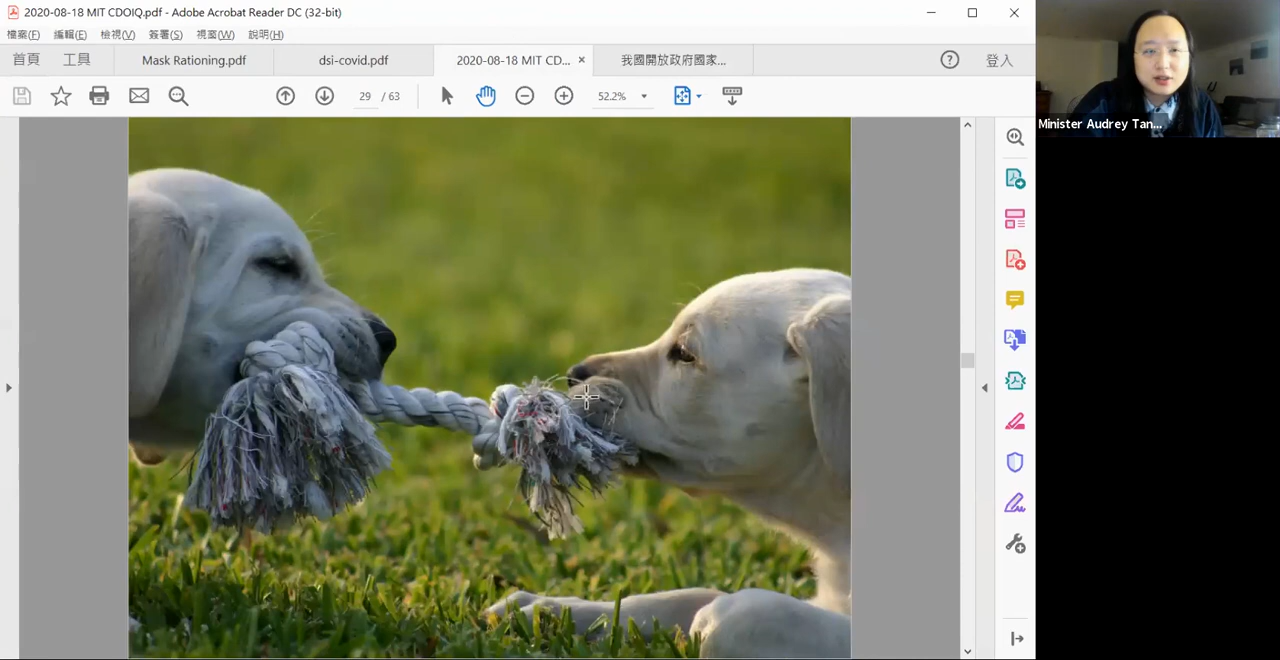 2020-08-18 MIT CDOIQ.pdf - Adobe Acrobat Reader DC (32-bit)
檔案(F) 編輯(E) 檢視(V) 簽署(S) 視窗(W) 說明(H)
首頁 工具 Mask Rationing.pdf dsi-covid.pdf 2020-08-18 MIT CD... × 我國開放政府國家... ? 登入
29 / 63 52.2%
Minister Audrey Tan...